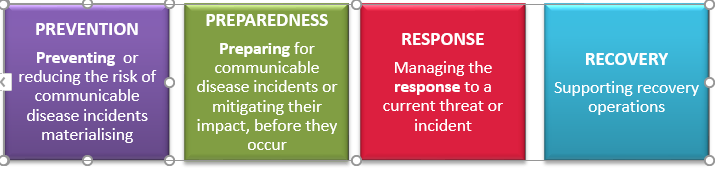 PREVENTION
Preventing or
reducing the risk of
communicable
disease incidents
materialising
PREPAREDNESS
Preparing for
communicable
disease incidents or
mitigating their
impact, before they
occur
RESPONSE
Managing the
response to a
current threat or
incident
RECOVERY
Supporting recovery
operations